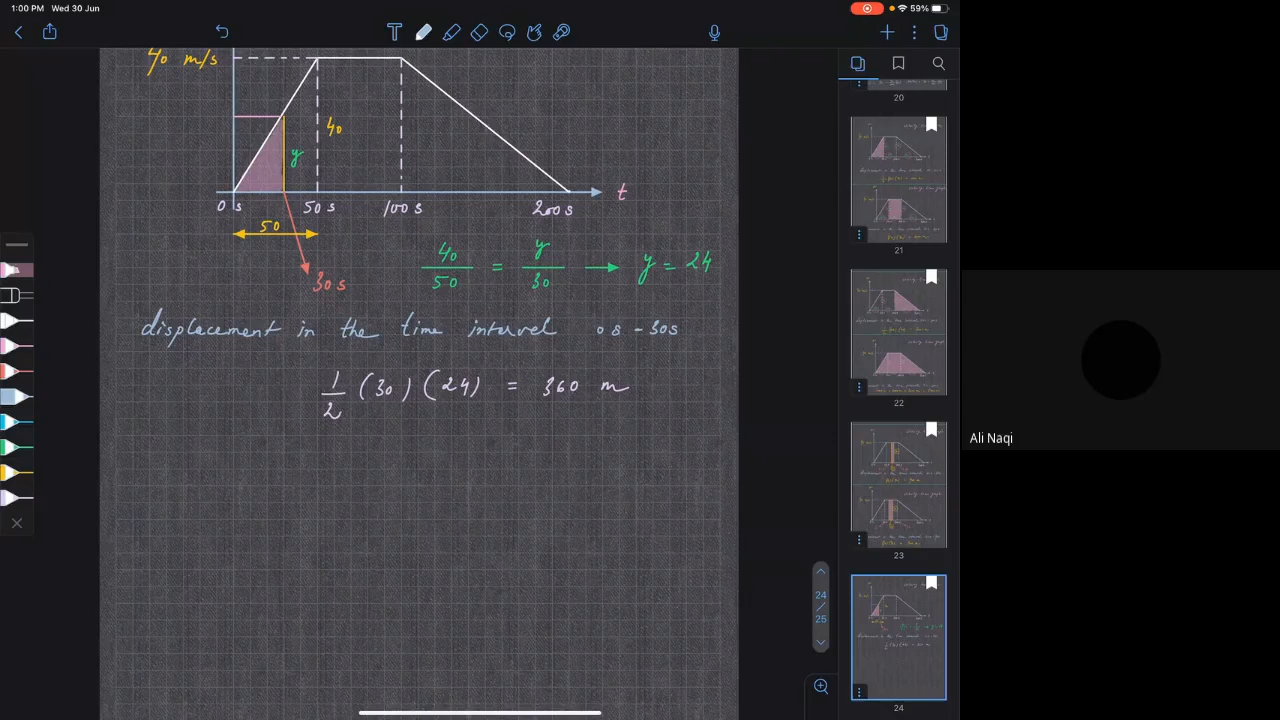 1:00 PM Wed 30 Jun
59%
40 m/s
40
y
t
0 s
50 s
100 s
200 s
50
30 s
40/50 = y/30 → y = 24
displacement in the time interval 0s - 30s
1/2 (30) (24) = 360 m
20
21
22
23
24
24
/
25
Ali Naqi